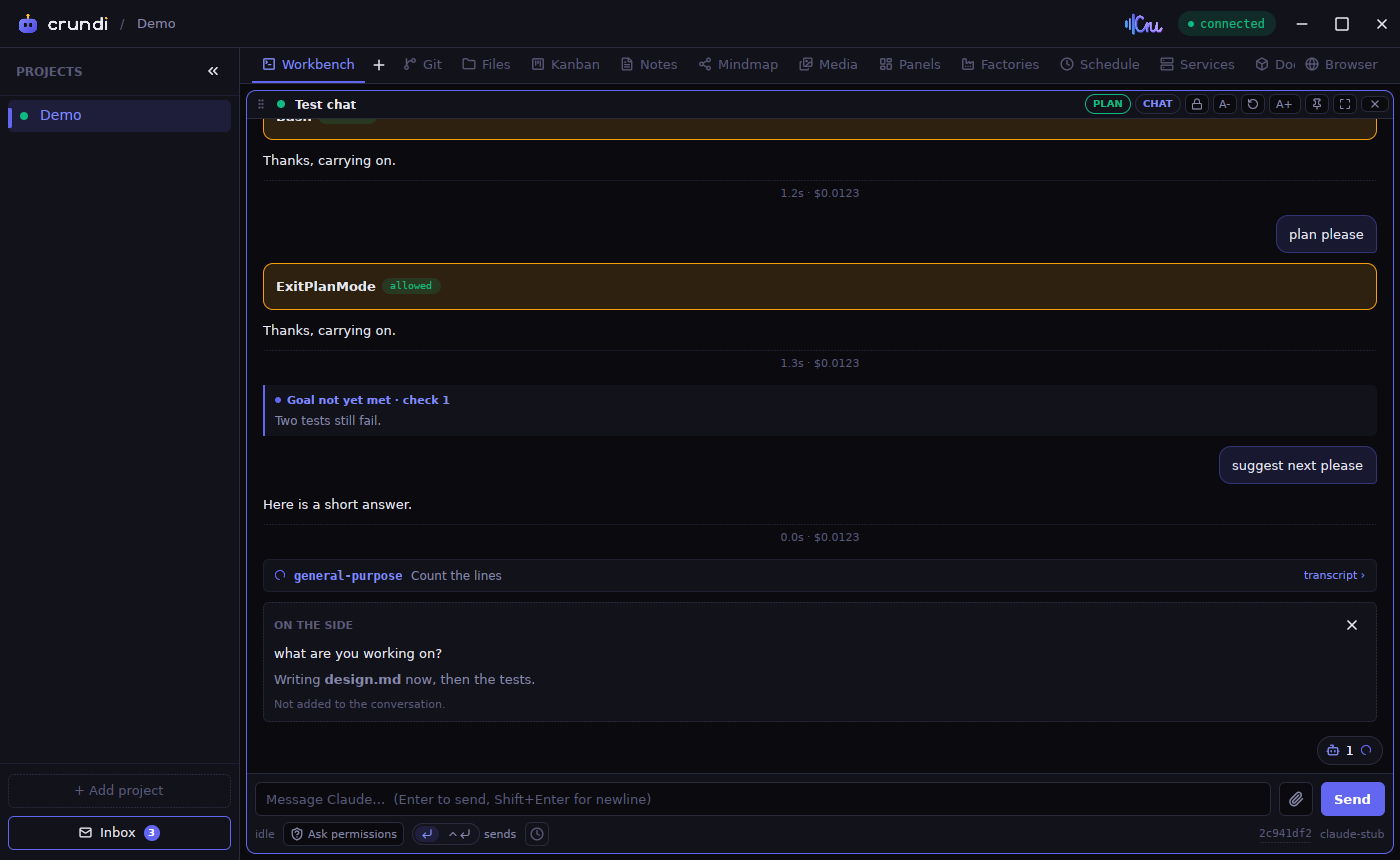 crundi / Demo
Cru
connected
PROJECTS
Workbench Git Files Kanban Notes Mindmap Media Panels Factories Schedule Services Doc Browser
Demo
Test chat
PLAN CHAT A- A+
Bash
Thanks, carrying on.
1.2s · $0.0123
plan please
ExitPlanMode allowed
Thanks, carrying on.
1.3s · $0.0123
Goal not yet met · check 1
Two tests still fail.
suggest next please
Here is a short answer.
0.0s · $0.0123
general-purpose Count the lines transcript ›
ON THE SIDE
what are you working on?
Writing design.md now, then the tests.
Not added to the conversation.
1
+ Add project
Message Claude... (Enter to send, Shift+Enter for newline)
Send
Inbox 3
idle Ask permissions sends 2c941df2 claude-stub